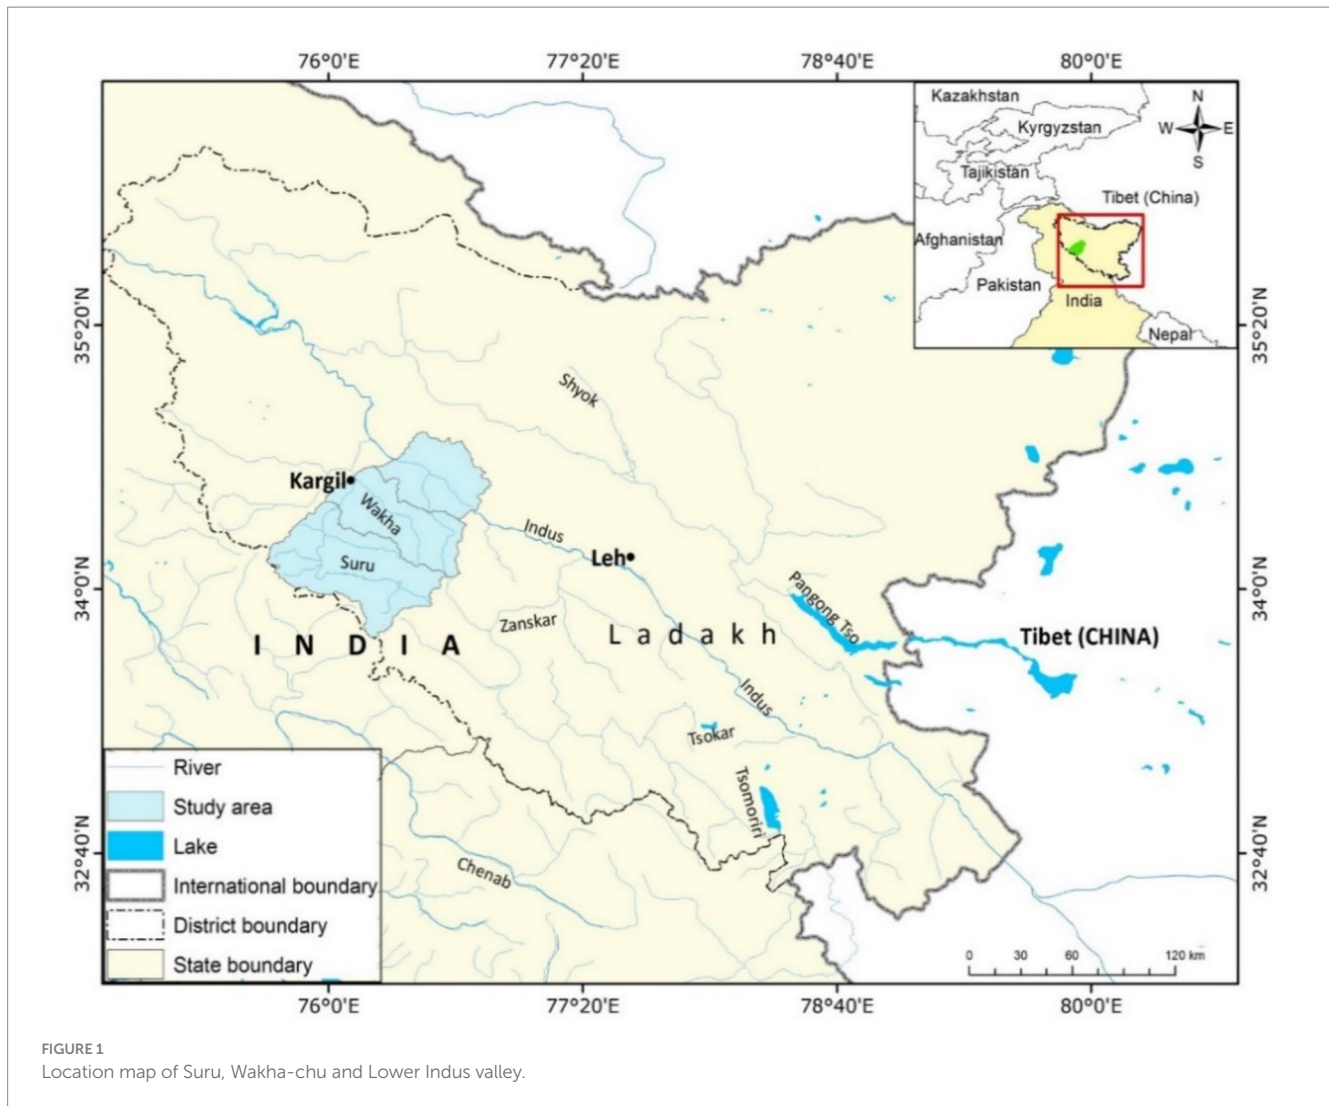 76°0'E
77°20'E
78°40'E
80°0'E
Kazakhstan
Kyrgyzstan
Tajikistan
Tibet (China)
Afghanistan
Pakistan
India
Nepal
N
W
E
S
35°20'N
35°20'N
Shyok
Kargil
Wakha
Suru
Indus
Leh
34°0'N
34°0'N
Pangong Tso
Zanskar
Ladakh
INDIA
Tibet (CHINA)
Indus
Tsokar
Tsomoriri
Chenab
32°40'N
32°40'N
River
Study area
Lake
International boundary
District boundary
State boundary
0 30 60 120 km
76°0'E
77°20'E
78°40'E
80°0'E
FIGURE 1
Location map of Suru, Wakha-chu and Lower Indus valley.